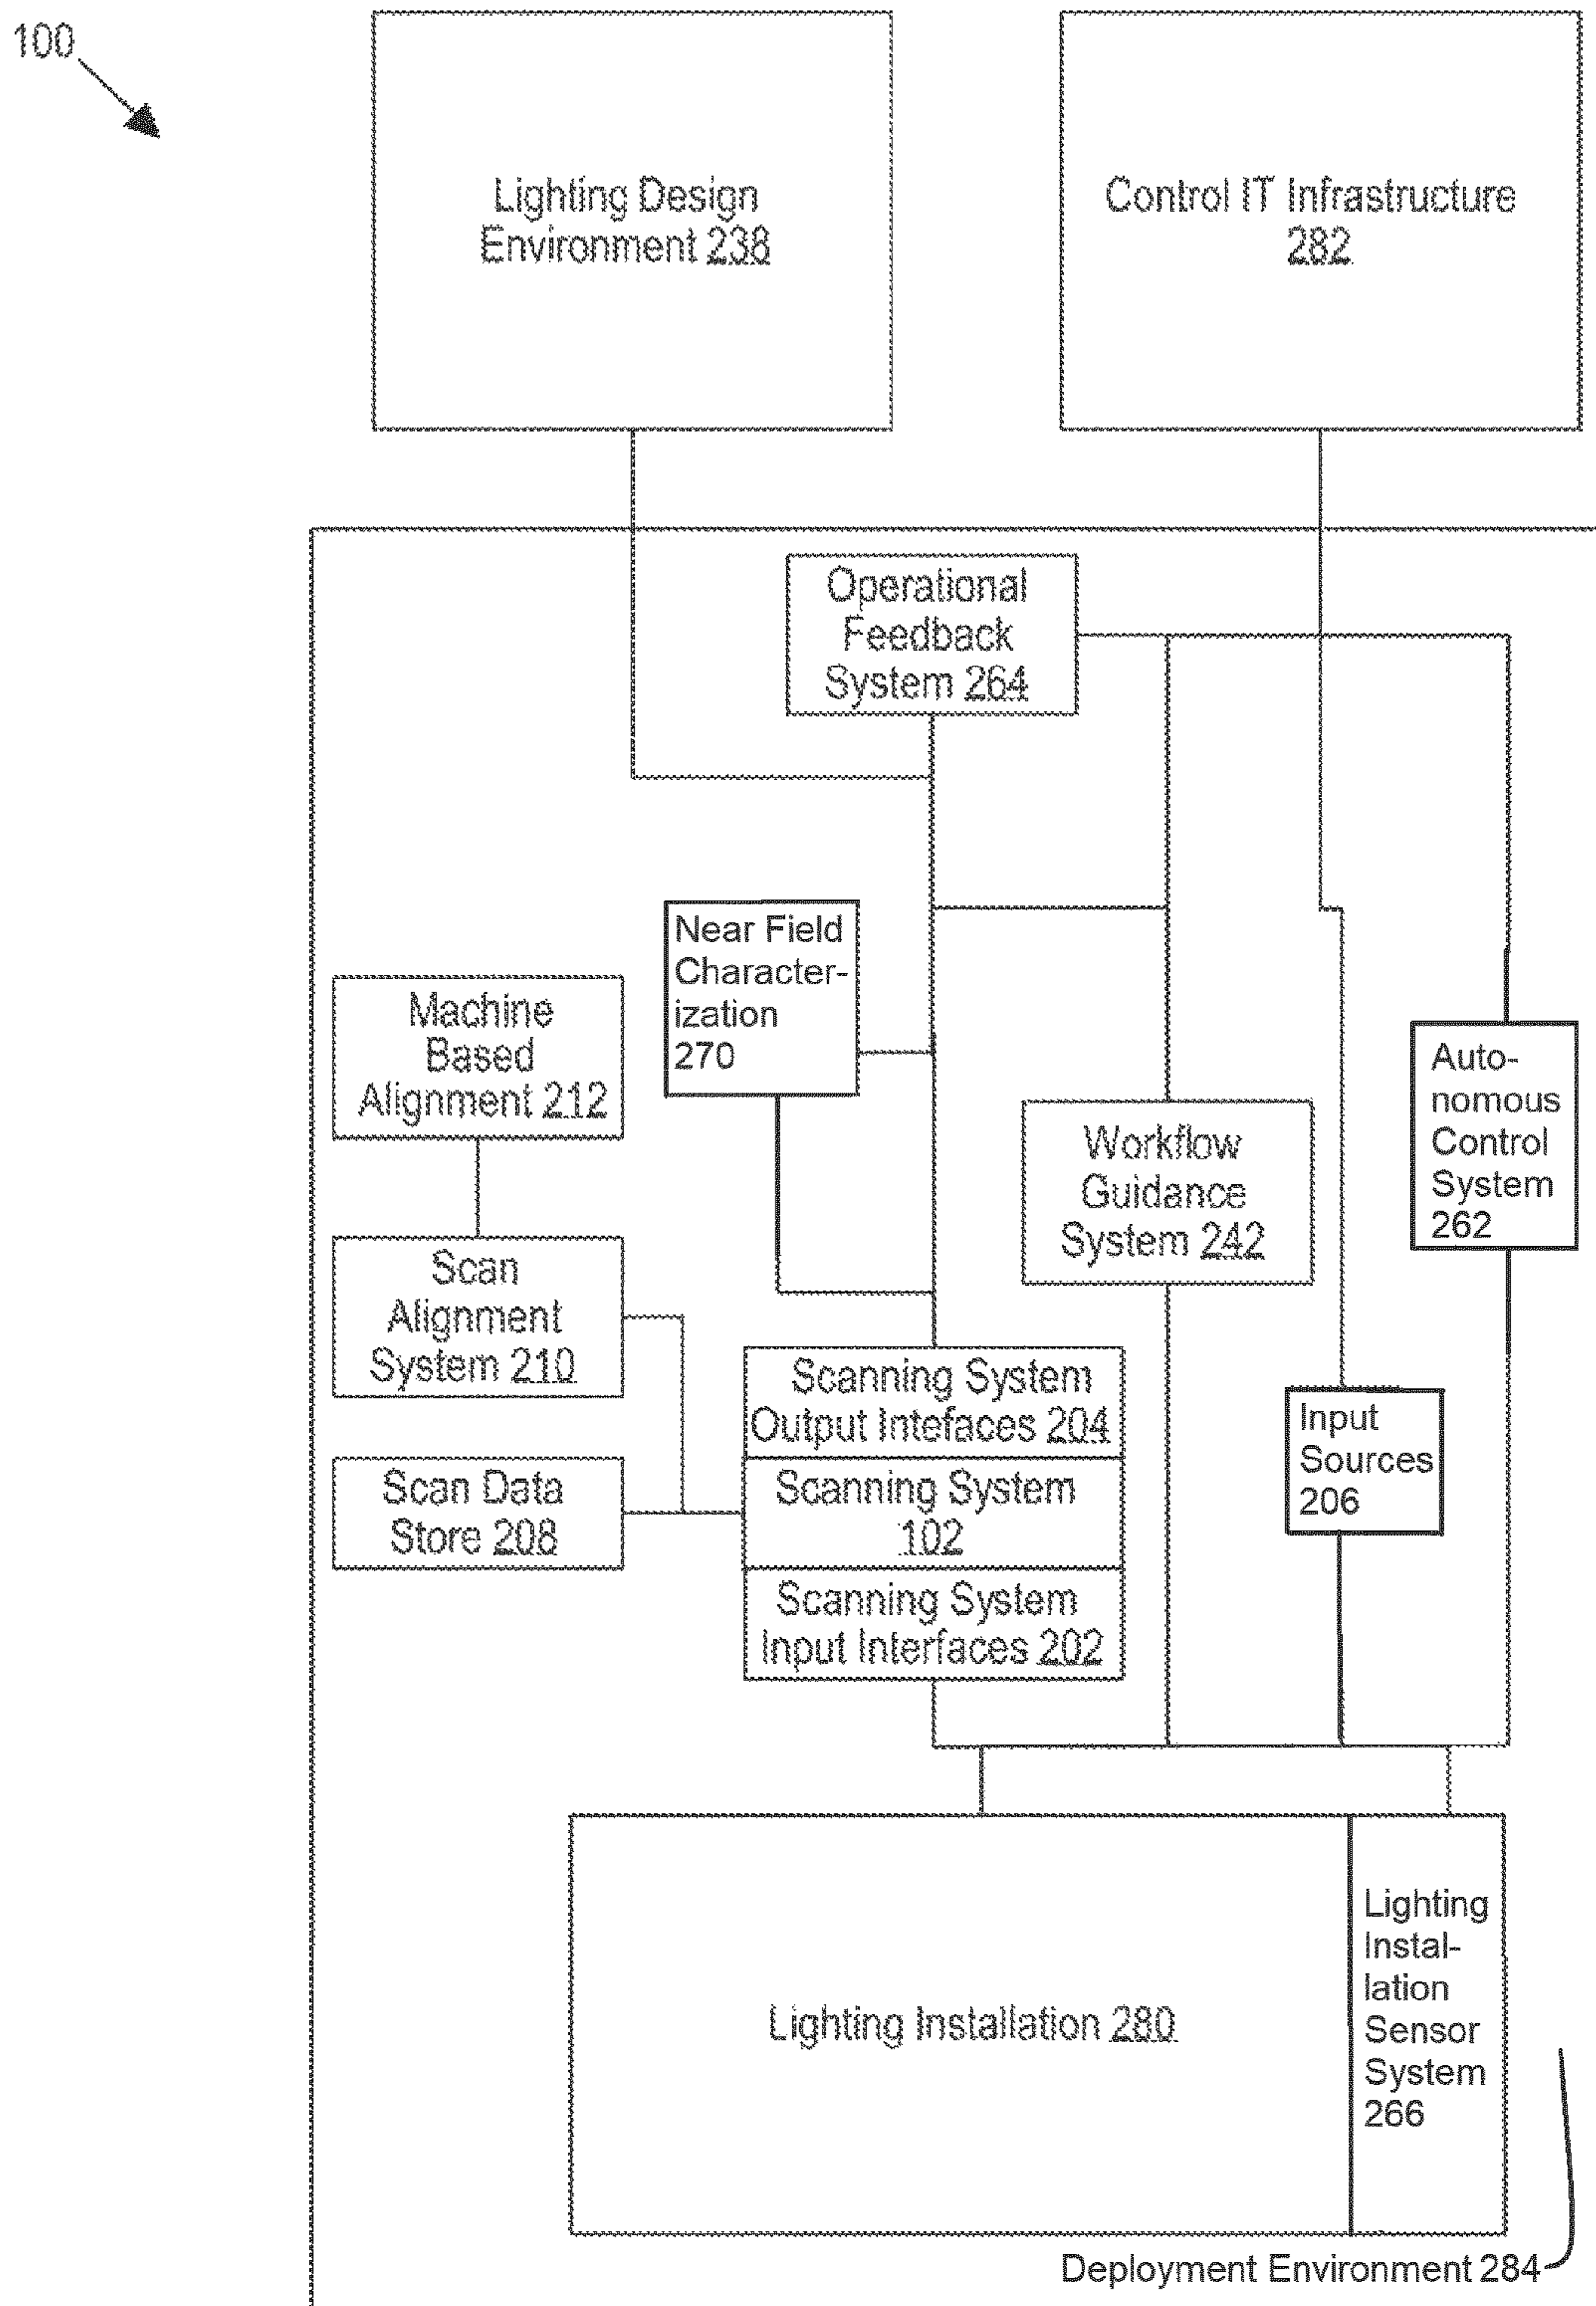 100
Lighting Design
Environment 238
Control IT Infrastructure
282
Operational
Feedback
System 264
Near Field
Character-
ization
270
Machine
Based
Alignment 212
Auto-
nomous
Control
System
262
Workflow
Guidance
System 242
Scan
Alignment
System 210
Scanning System
Output Intefaces 204
Input
Sources
206
Scan Data
Store 208
Scanning System
102
Scanning System
Input Interfaces 202
Lighting Installation 280
Lighting
Instal-
lation
Sensor
System
266
Deployment Environment 284